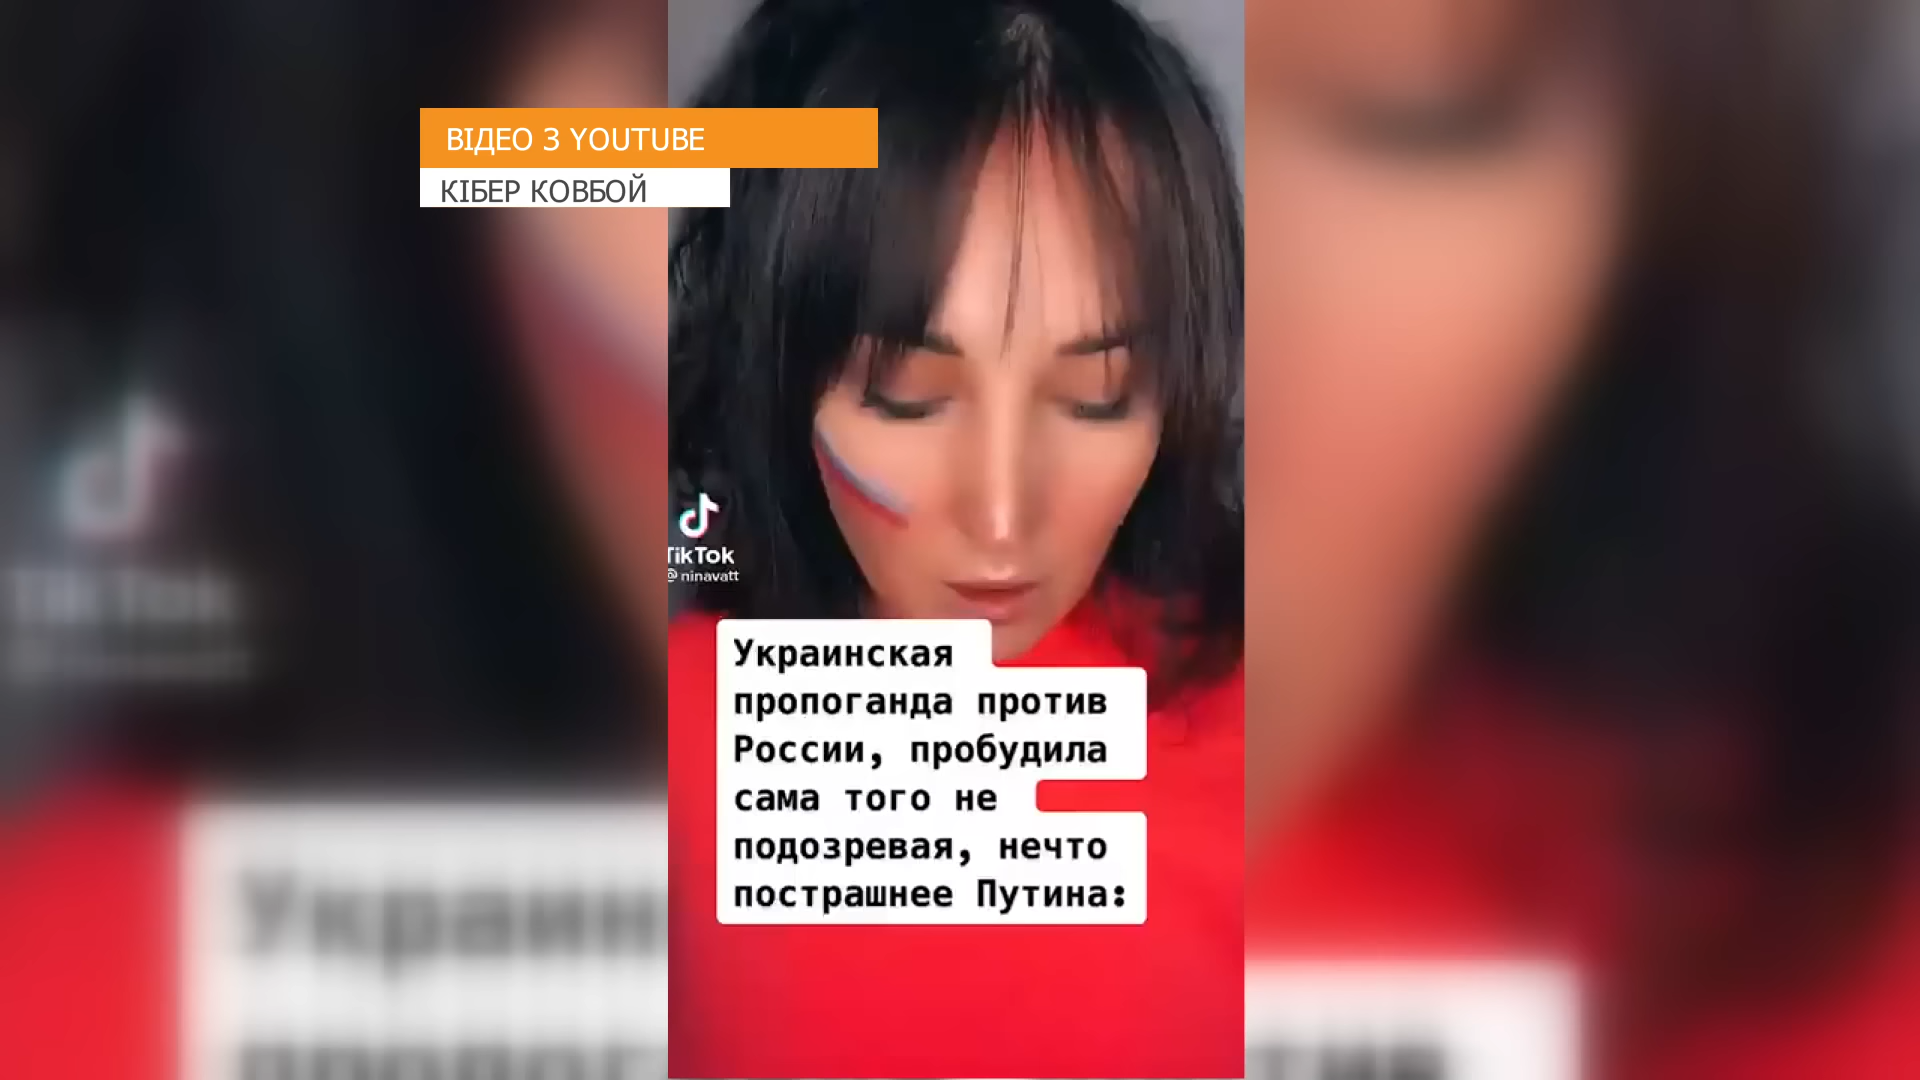 ВІДЕО З YOUTUBE
КІБЕР КОВБОЙ
TikTok
@ninavatt
Украинская
пропоганда против
России, пробудила
сама того не
подозревая, нечто
пострашнее Путина: